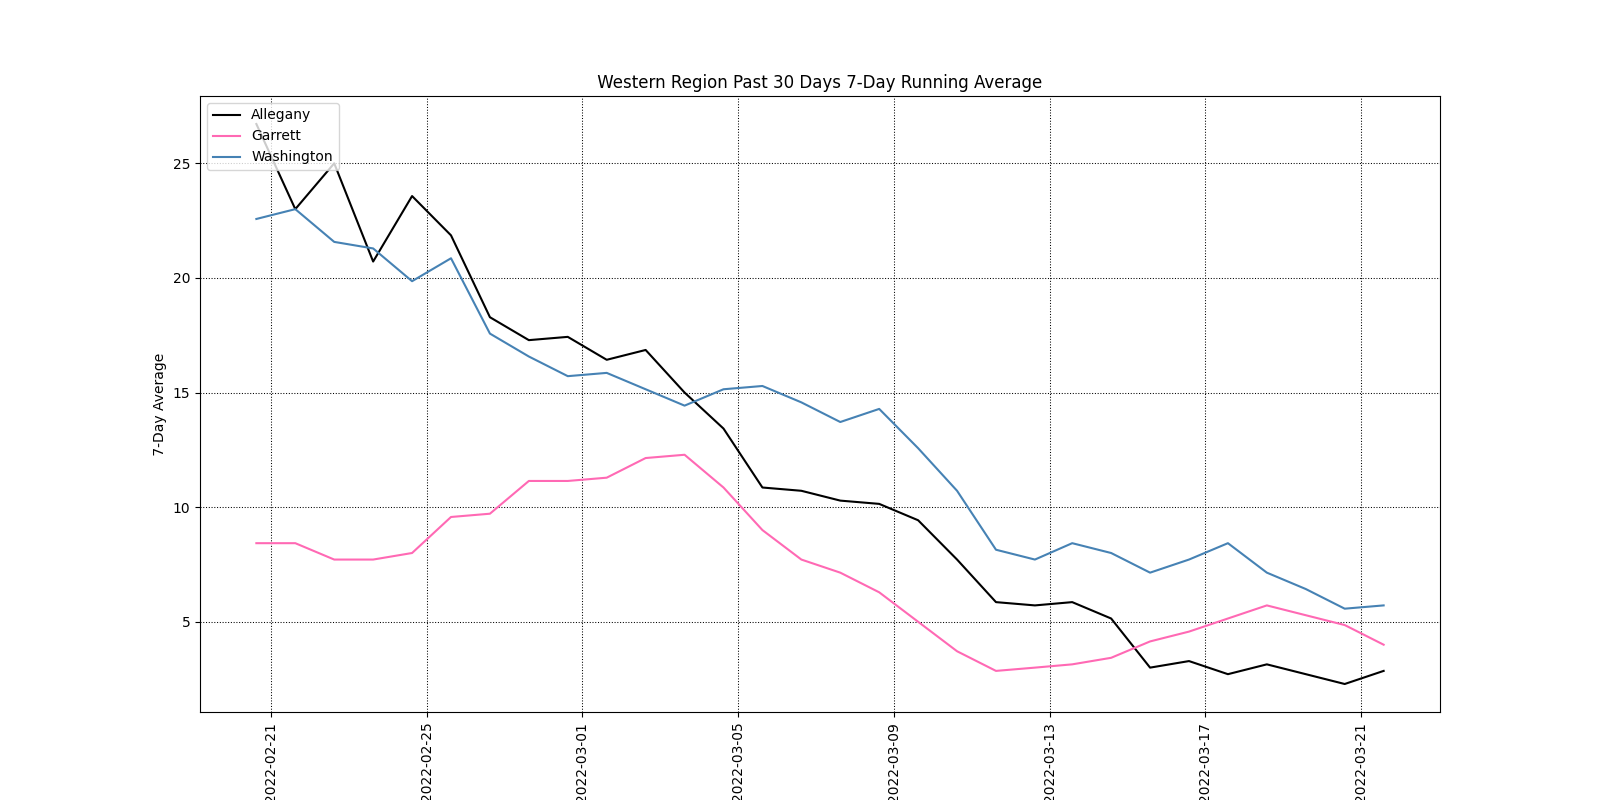 Western Region Past 30 Days 7-Day Running Average
Allegany
Garrett
Washington
7-Day Average
25
20
15
10
5
2022-02-21
2022-02-25
2022-03-01
2022-03-05
2022-03-09
2022-03-13
2022-03-17
2022-03-21